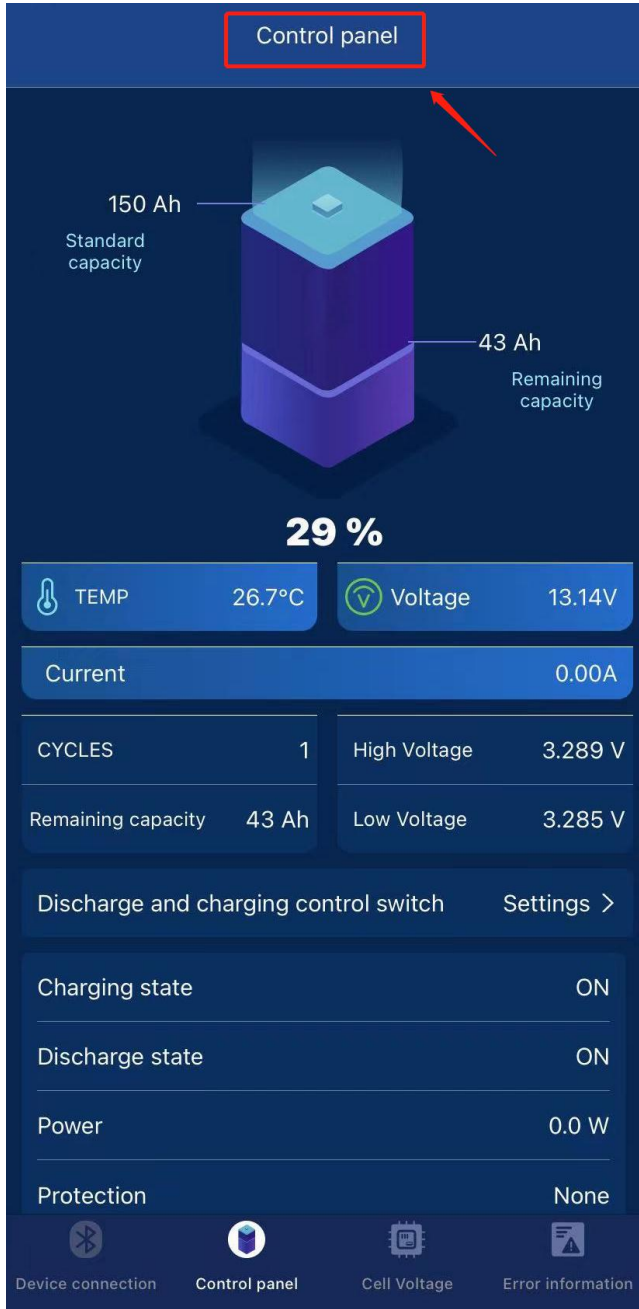 Control panel
150 Ah
Standard
capacity
43 Ah
Remaining
capacity
29 %
TEMP 26.7°C
Voltage 13.14V
Current 0.00A
CYCLES 1
High Voltage 3.289 V
Remaining capacity 43 Ah
Low Voltage 3.285 V
Discharge and charging control switch Settings >
Charging state ON
Discharge state ON
Power 0.0 W
Protection None
Device connection Control panel Cell Voltage Error information